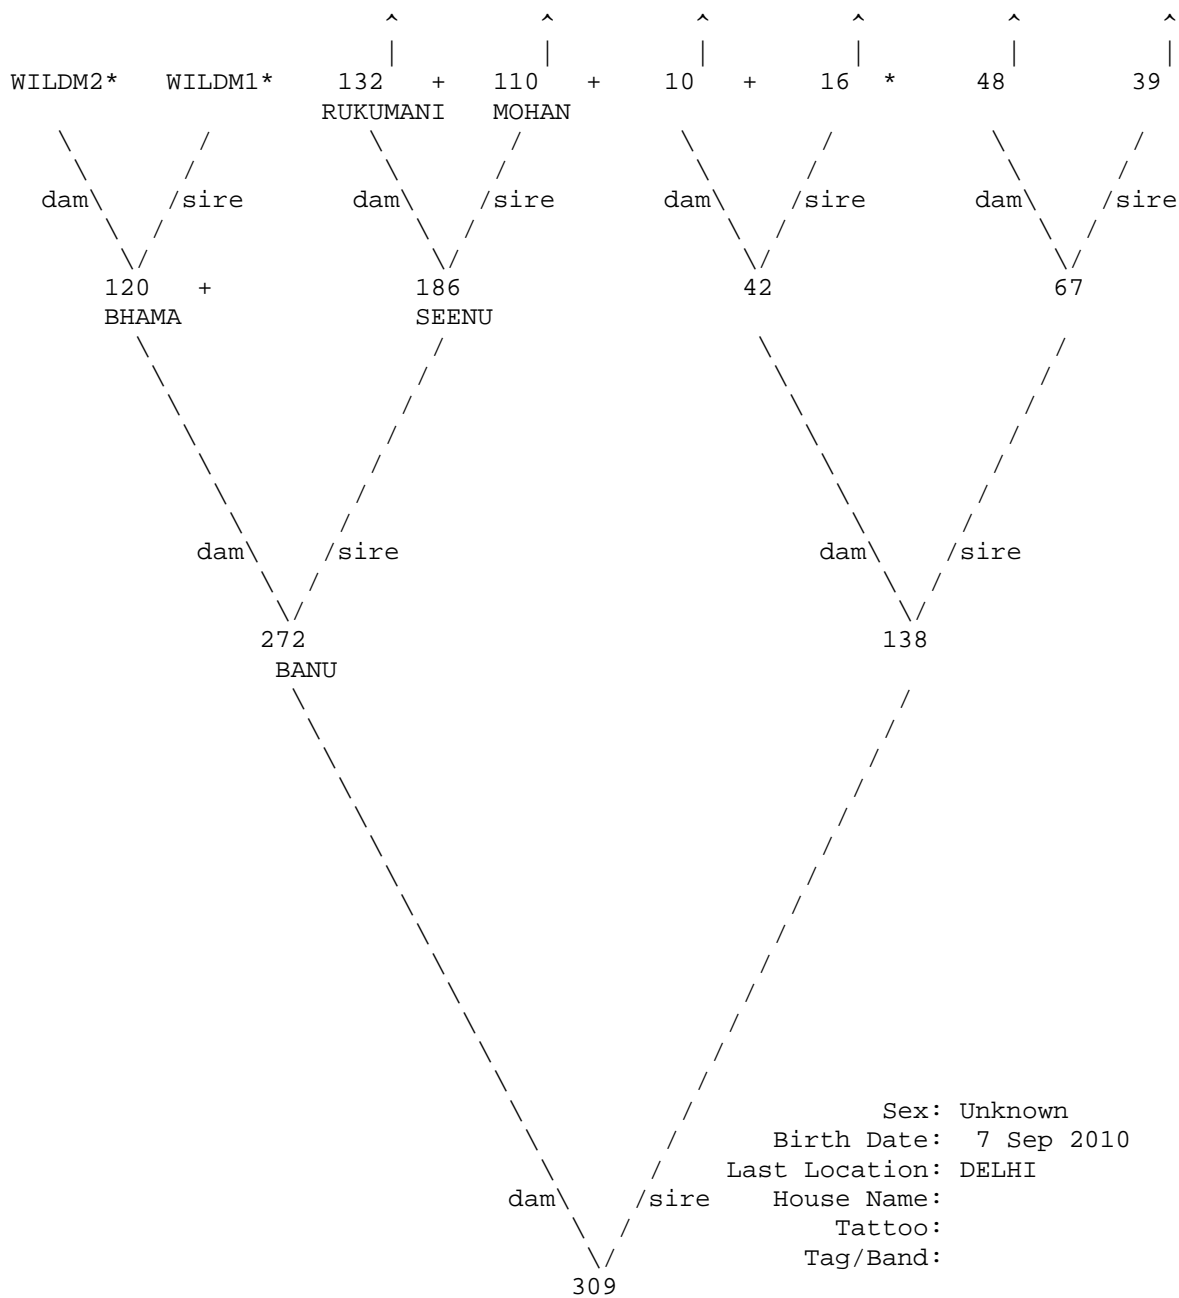 ^ ^ ^ ^ ^ ^
| | | | | |
WILDM2* WILDM1* 132 + 110 + 10 + 16 * 48 39
RUKUMANI MOHAN
\ / \ / \ / \ /
\ / \ / \ / \ /
dam\ /sire dam\ /sire dam\ /sire dam\ /sire
\ / \ / \ / \ /
\/ \/ \/ \/
120 + 186 42 67
BHAMA SEENU
dam\ /sire dam\ /sire
272 138
BANU
Sex: Unknown
Birth Date: 7 Sep 2010
Last Location: DELHI
dam\ /sire House Name:
Tattoo:
Tag/Band:
309